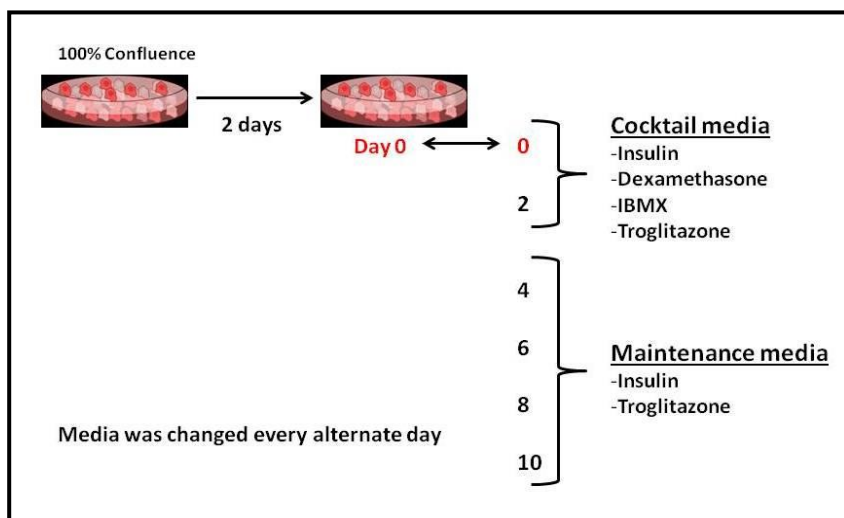 100% Confluence
2 days
Day 0
0
2
Cocktail media
-Insulin
-Dexamethasone
-IBMX
-Troglitazone
4
6
8
10
Maintenance media
-Insulin
-Troglitazone
Media was changed every alternate day